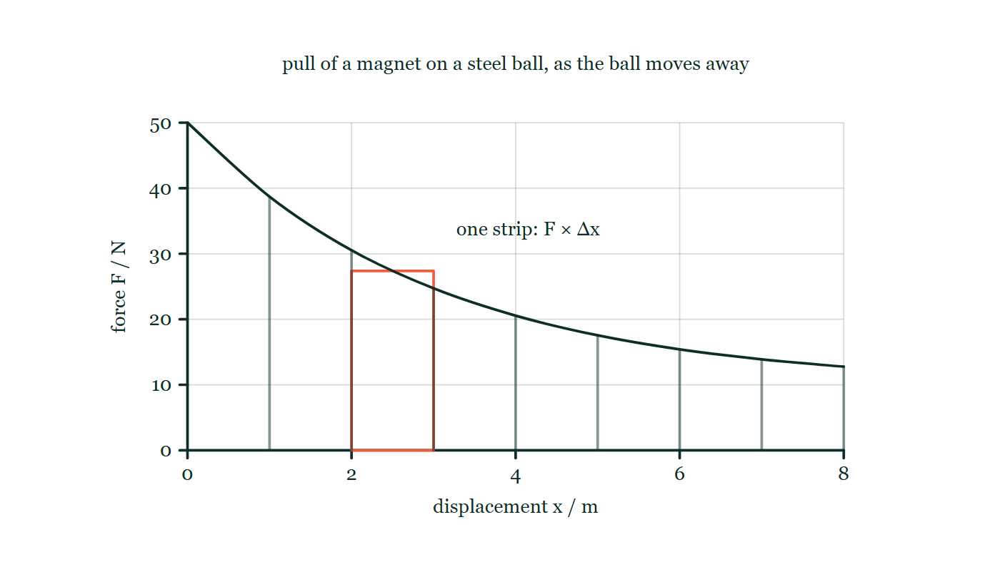 pull of a magnet on a steel ball, as the ball moves away
50
40
one strip: F × Δx
30
20
10
0
force F / N
0 2 4 6 8
displacement x / m